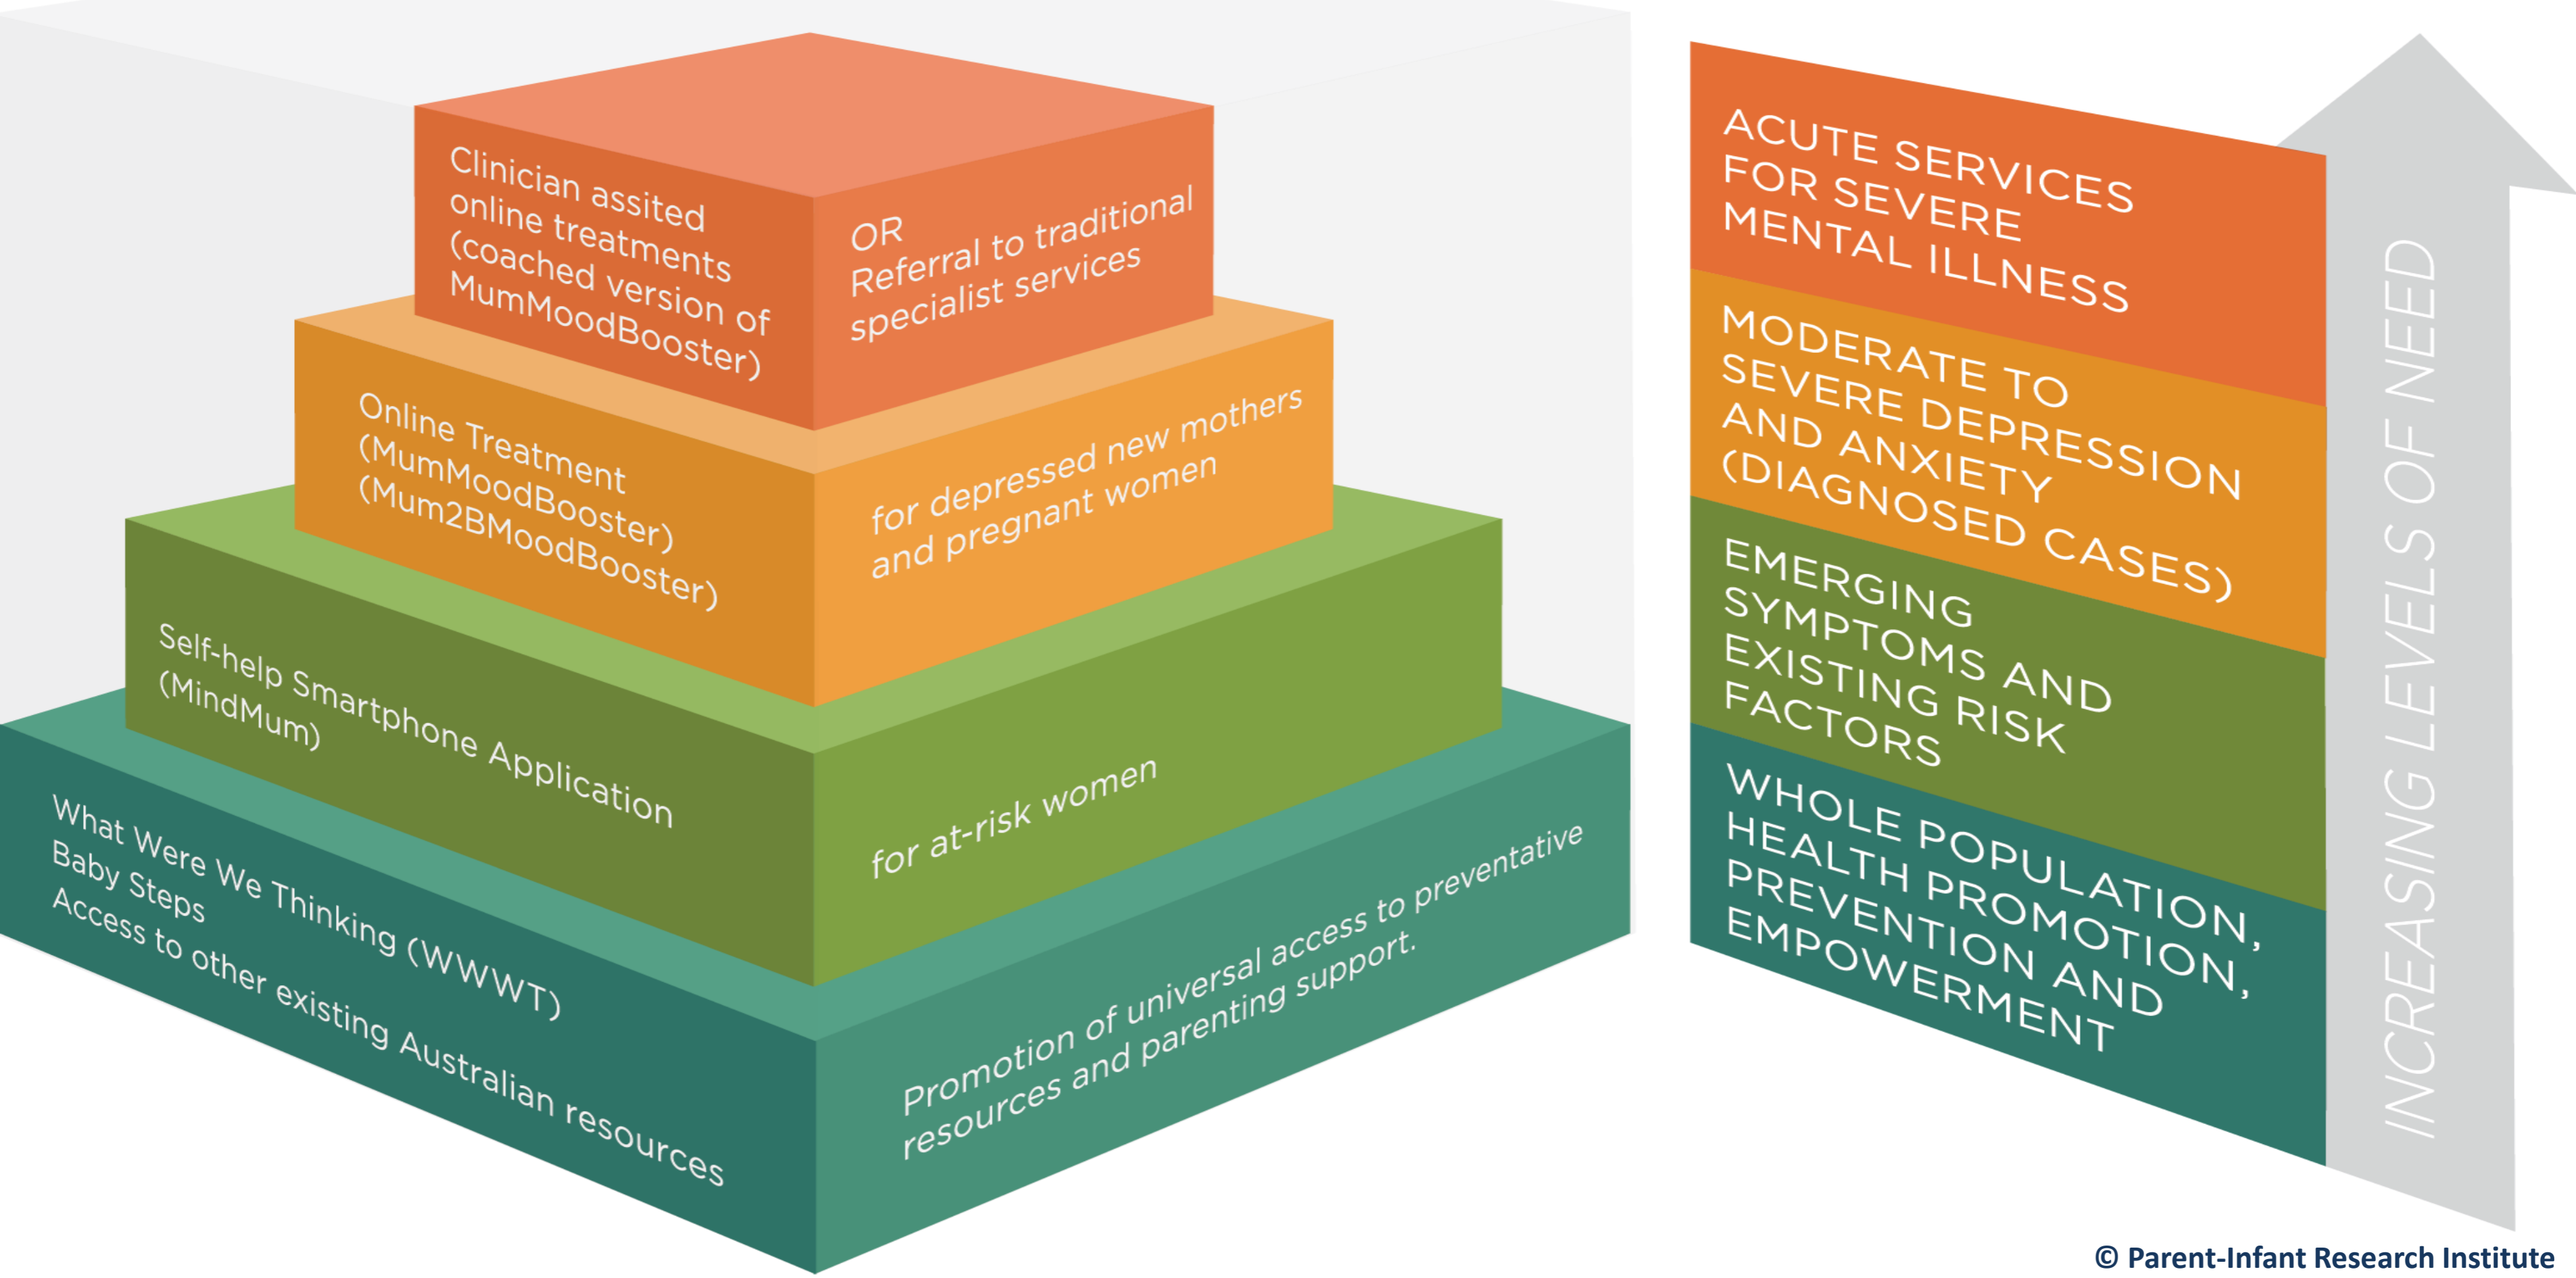 Clinician assited
online treatments
(coached version of
MumMoodBooster)
OR
Referral to traditional
specialist services
Online Treatment
(MumMoodBooster)
(Mum2BMoodBooster)
for depressed new mothers
and pregnant women
Self-help Smartphone Application
(MindMum)
for at-risk women
What Were We Thinking (WWWT)
Baby Steps
Access to other existing Australian resources
Promotion of universal access to preventative
resources and parenting support.
ACUTE SERVICES
FOR SEVERE
MENTAL ILLNESS
MODERATE TO
SEVERE DEPRESSION
AND ANXIETY
(DIAGNOSED CASES)
EMERGING
SYMPTOMS AND
EXISTING RISK
FACTORS
WHOLE POPULATION,
HEALTH PROMOTION,
PREVENTION AND
EMPOWERMENT
INCREASING LEVELS OF NEED
© Parent-Infant Research Institute